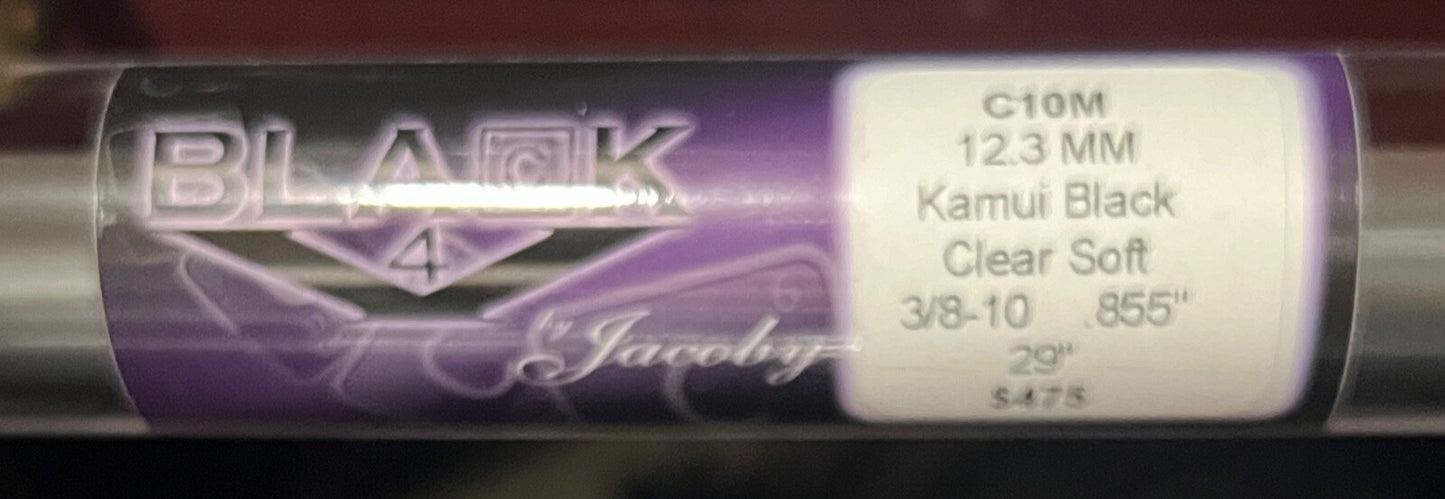 BLACK
4
by Jacoby
C10M
12.3 MM
Kamui Black
Clear Soft
3/8-10 .855"
29"
$475